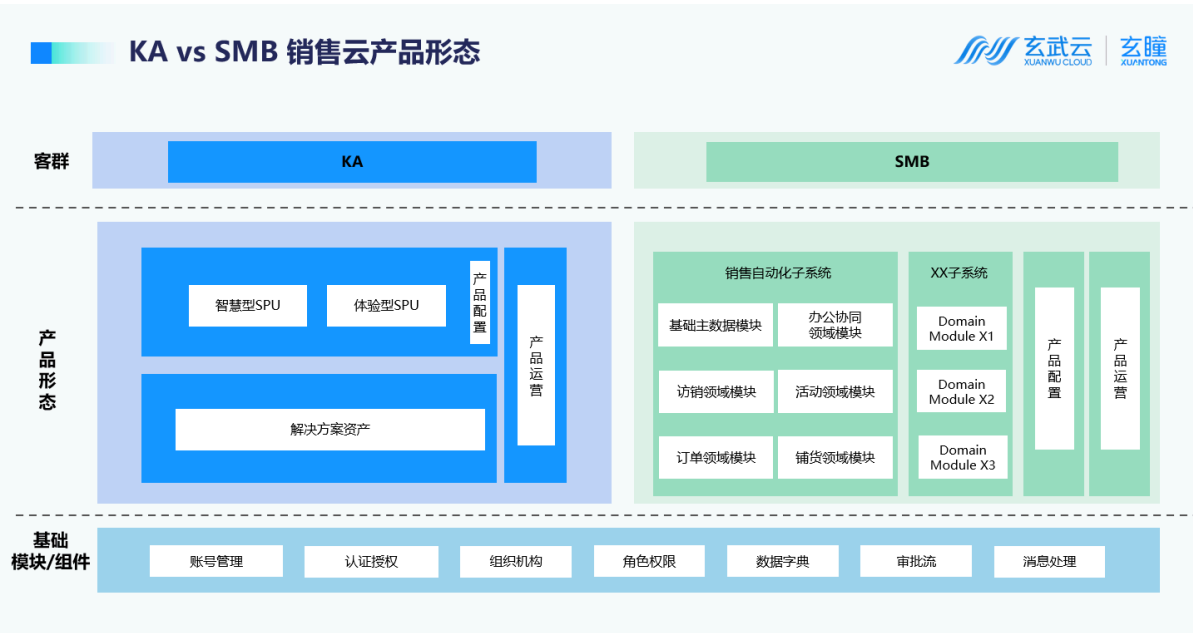 KA vs SMB 销售云产品形态
玄武云
XUANWU CLOUD
玄瞳
XUANTONG
客群
KA
SMB
产品形态
智慧型SPU
体验型SPU
产品配置
产品运营
解决方案资产
销售自动化子系统
基础主数据模块
办公协同
领域模块
访销领域模块
活动领域模块
订单领域模块
铺货领域模块
XX子系统
Domain
Module X1
Domain
Module X2
Domain
Module X3
产品配置
产品运营
基础
模块/组件
账号管理
认证授权
组织机构
角色权限
数据字典
审批流
消息处理